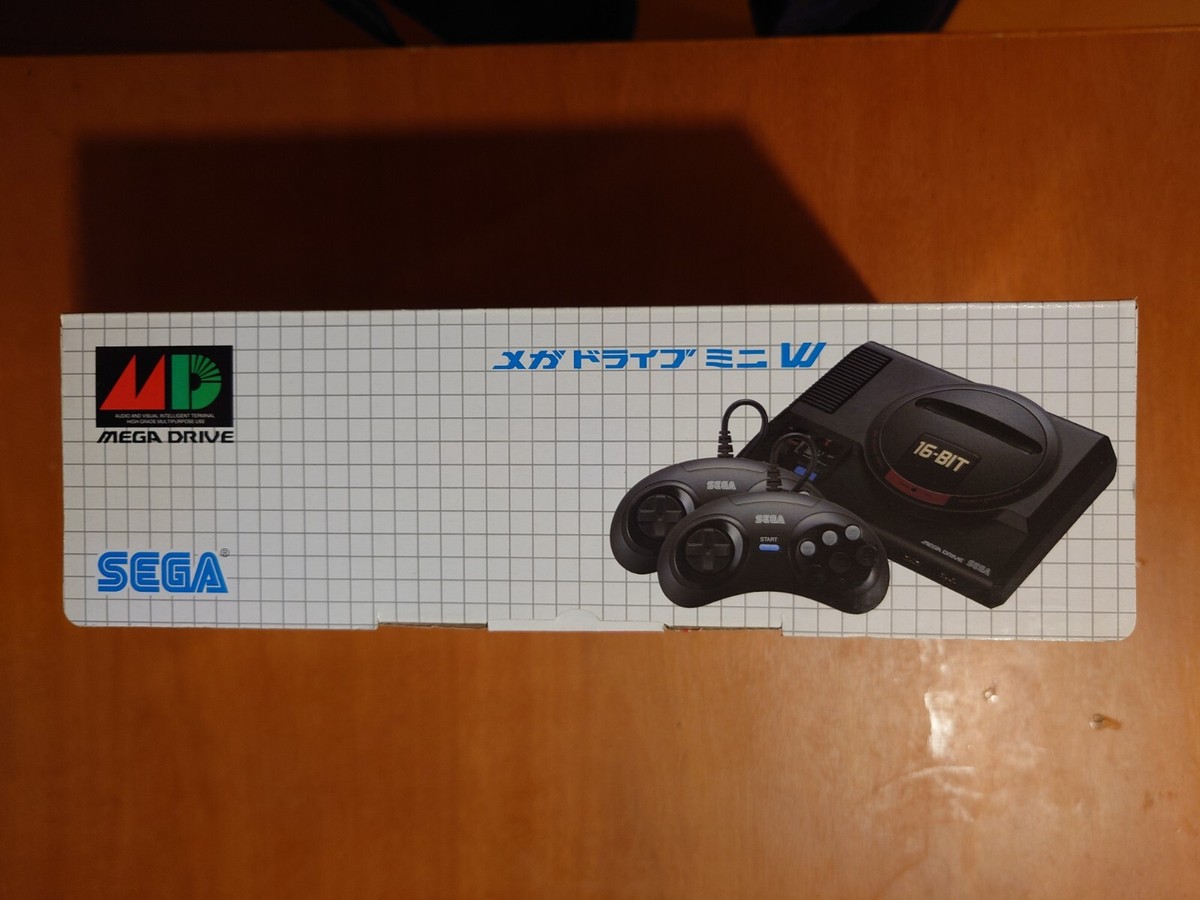 MD
AUDIO AND VISUAL INTELLIGENT TERMINAL
HIGH GRADE MULTIPURPOSE USE
MEGA DRIVE
SEGA®
メガドライブ ミニ W
16-BIT
SEGA
SEGA
START
MEGA DRIVE SEGA